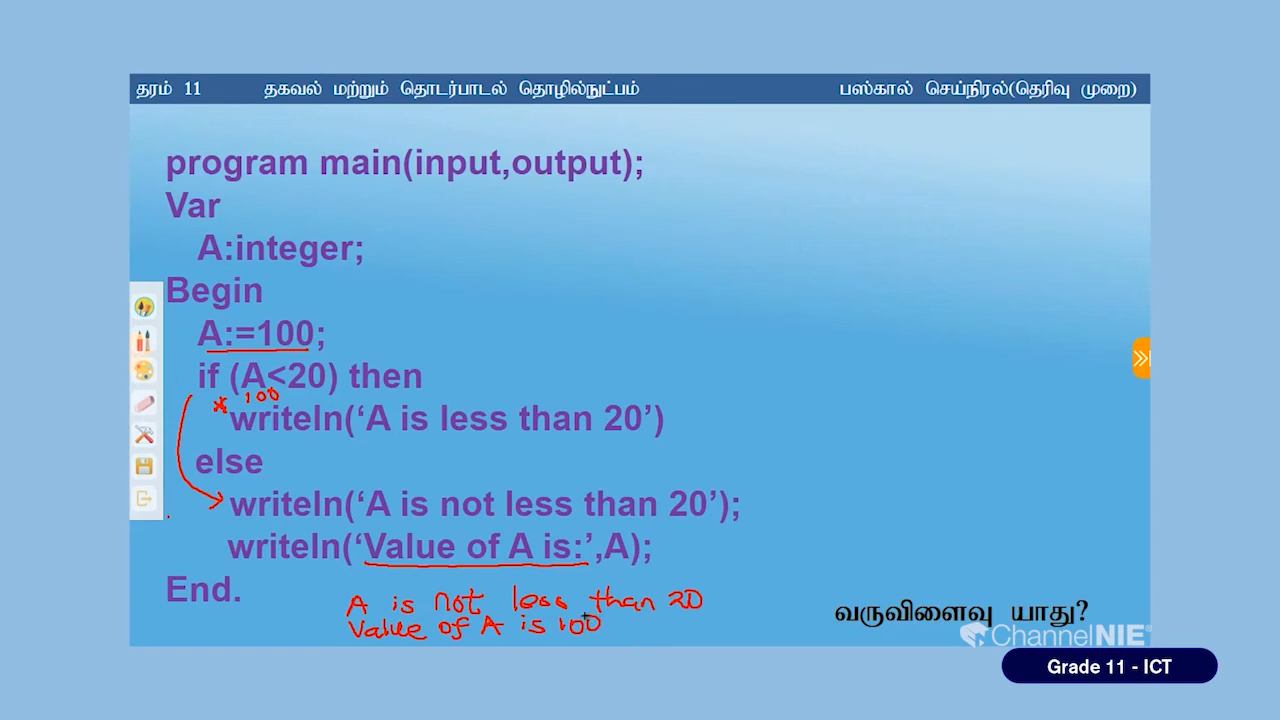 தரம் 11 தகவல் மற்றும் தொடர்பாடல் தொழில்நுட்பம் பஸ்கால் செய்நிரல்(தெரிவு முறை)
program main(input,output);
Var
A:integer;
Begin
A:=100;
if (A<20) then
100
writeln(‘A is less than 20’)
else
writeln(‘A is not less than 20’);
writeln(‘Value of A is:’,A);
End.
A is not less than 20
Value of A is 100
வருவிளைவு யாது?
ChannelNIE
Grade 11 - ICT